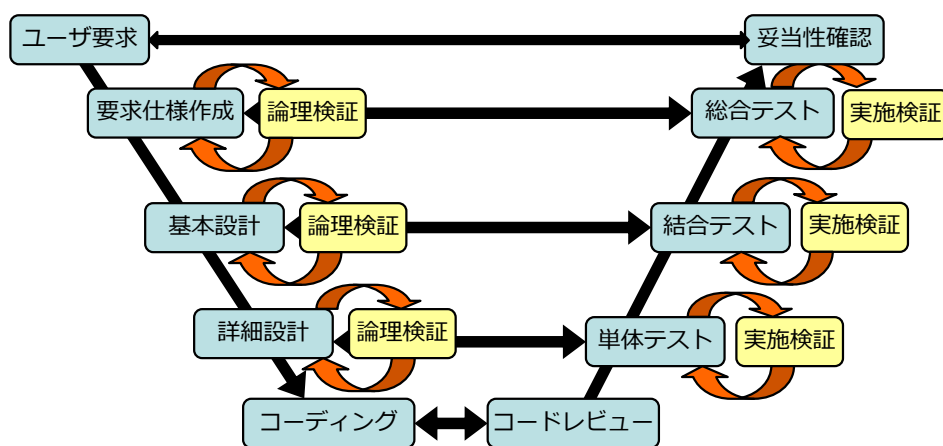 ユーザ要求
妥当性確認
要求仕様作成
論理検証
総合テスト
実施検証
基本設計
論理検証
結合テスト
実施検証
詳細設計
論理検証
単体テスト
実施検証
コーディング
コードレビュー